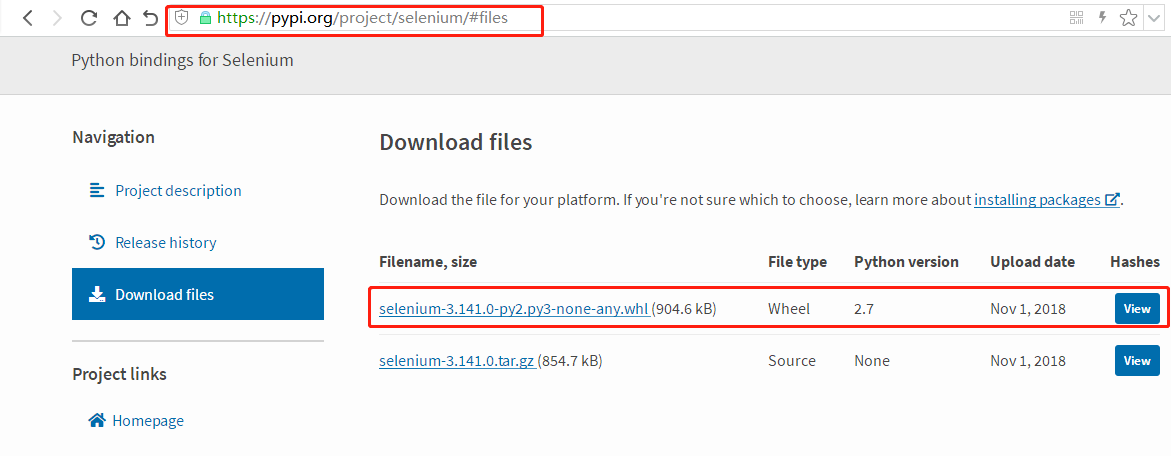 https://pypi.org/project/selenium/#files
Python bindings for Selenium
Navigation
Project description
Release history
Download files
Project links
Homepage
Download files
Download the file for your platform. If you're not sure which to choose, learn more about installing packages.
Filename, size File type Python version Upload date Hashes
selenium-3.141.0-py2.py3-none-any.whl (904.6 kB) Wheel 2.7 Nov 1, 2018 View
selenium-3.141.0.tar.gz (854.7 kB) Source None Nov 1, 2018 View